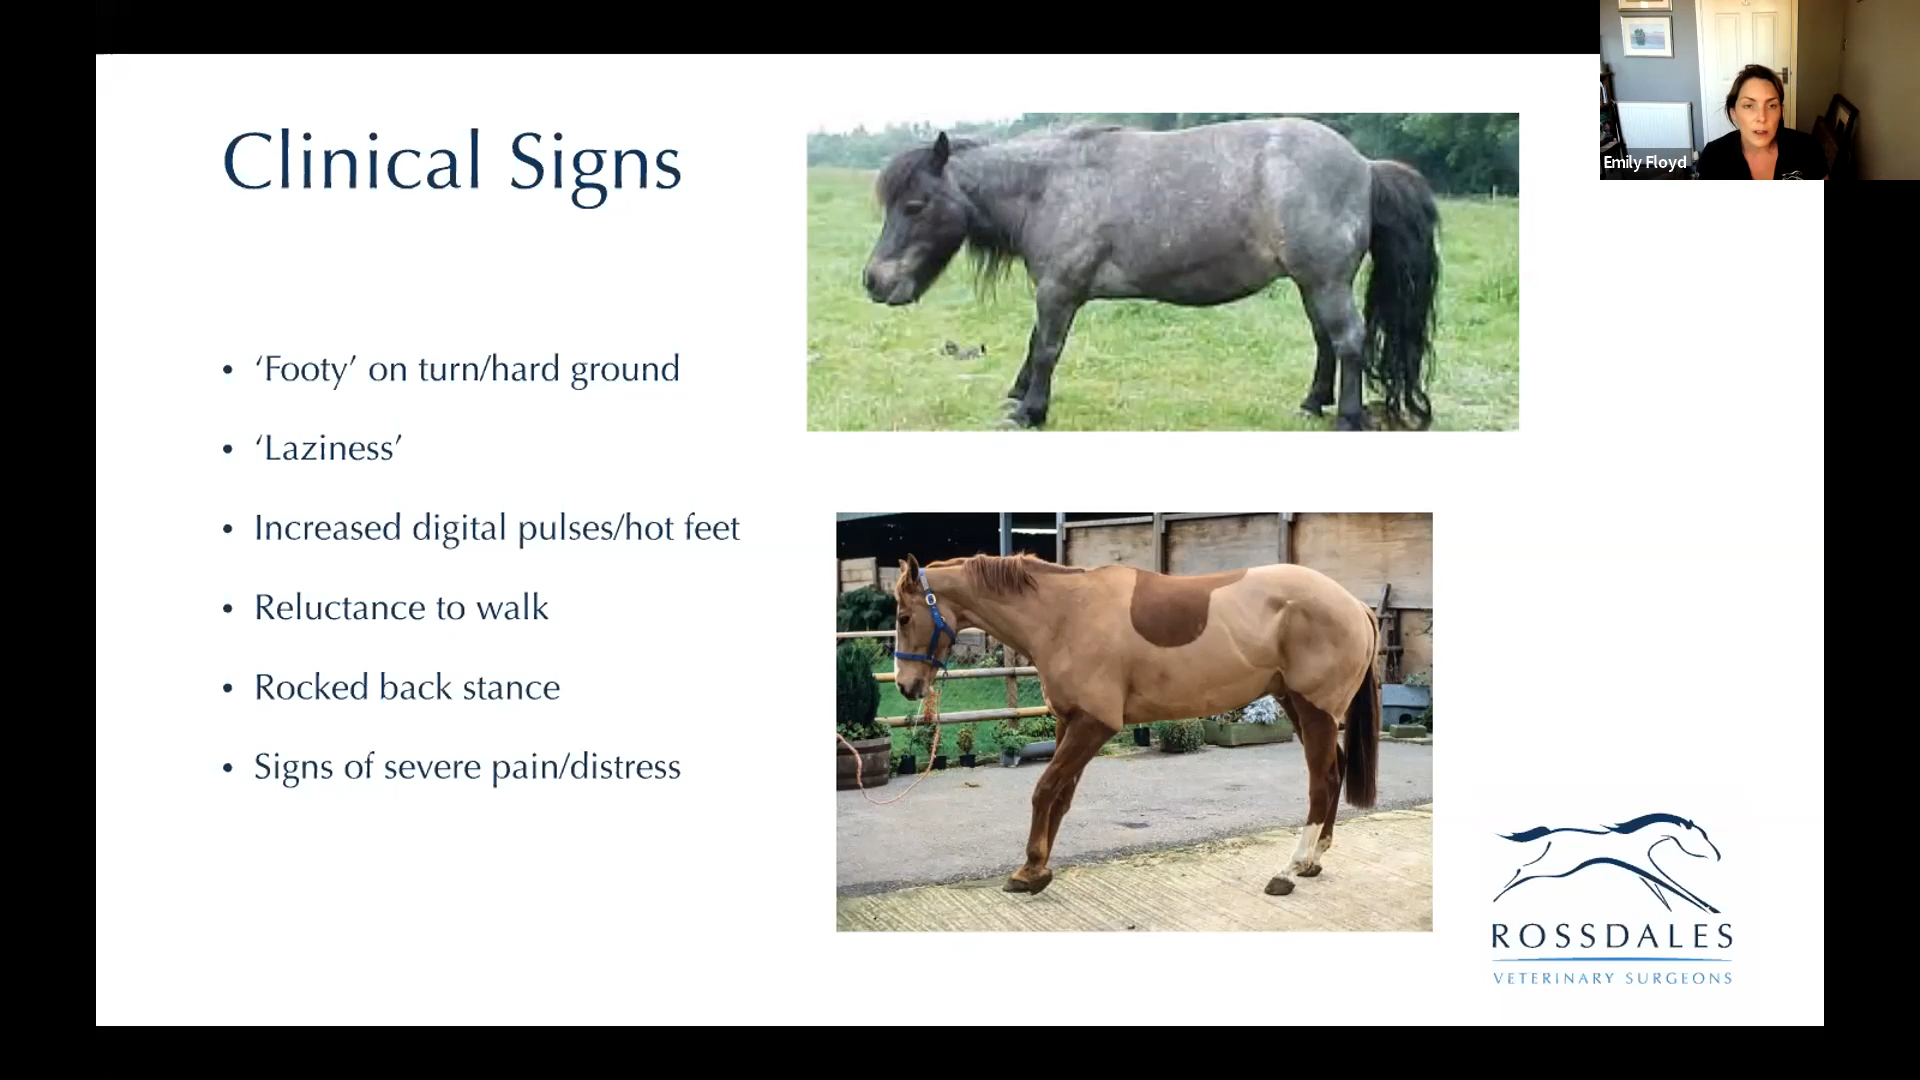 Clinical Signs
Emily Floyd
• ‘Footy’ on turn/hard ground
• ‘Laziness’
• Increased digital pulses/hot feet
• Reluctance to walk
• Rocked back stance
• Signs of severe pain/distress
ROSSDALES
VETERINARY SURGEONS